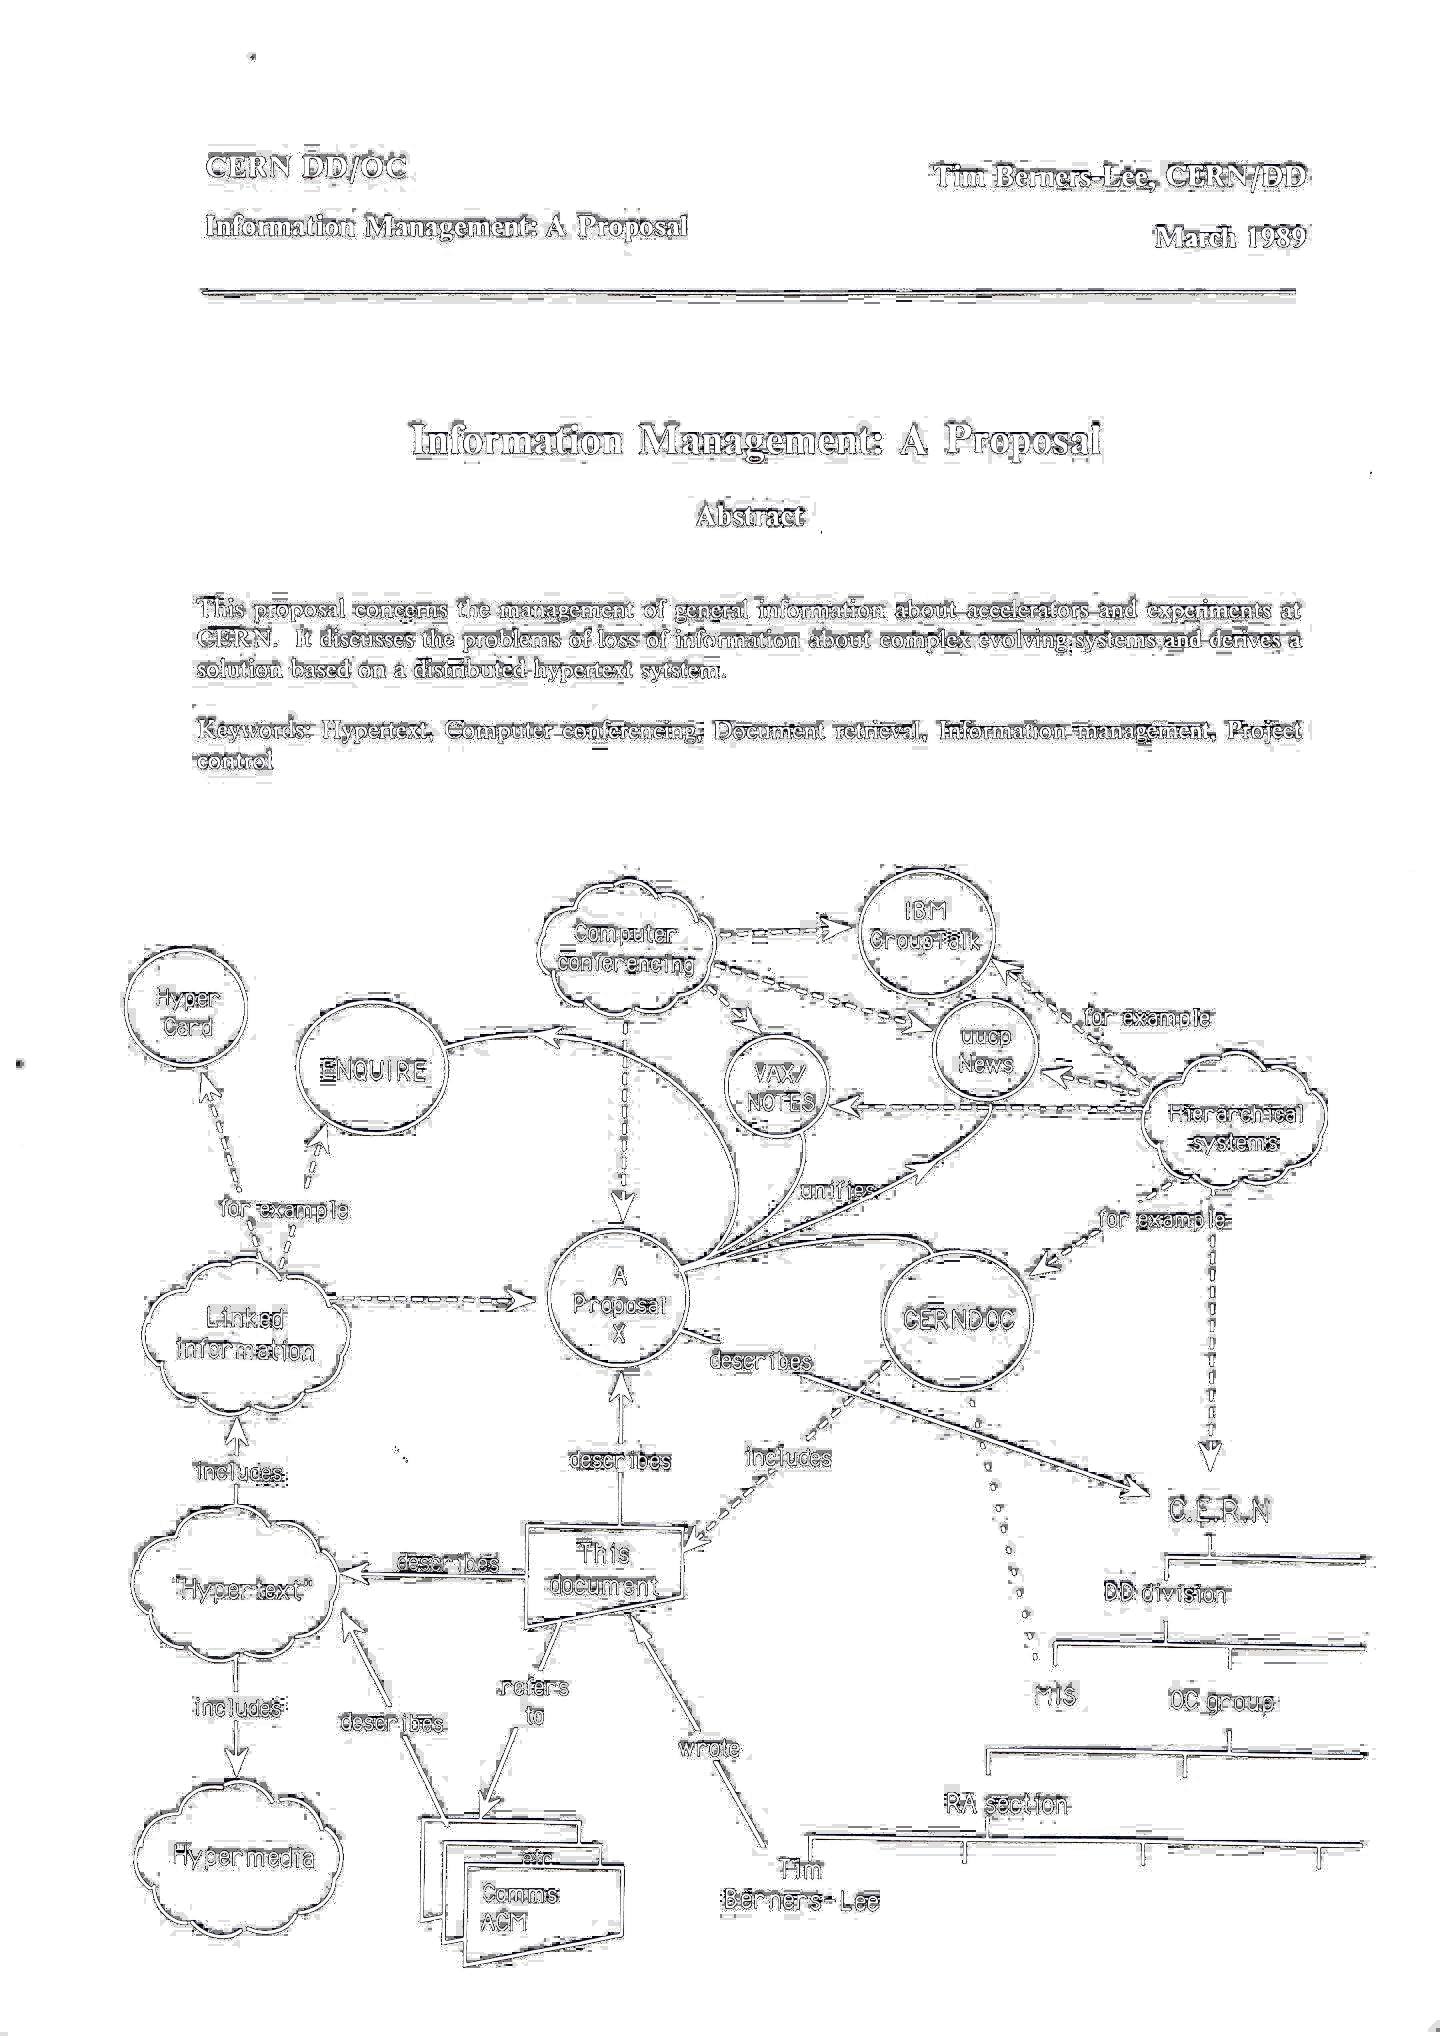 CERN DD/OC
Tim Berners-Lee, CERN/DD
Information Management: A Proposal
March 1989
Information Management: A Proposal
Abstract
This proposal concerns the management of general information about accelerators and experiments at
CERN. It discusses the problems of loss of information about complex evolving systems and derives a
solution based on a distributed hypertext sytstem.
Keywords: Hypertext, Computer conferencing, Document retrieval, Information management, Project
control
IBM
GroupTalk
Computer
conferencing
Hyper
Card
for example
uucp
News
ENQUIRE
VAX/
NOTES
Hierarchical
systems
unifies
for example
for example
A
Proposal
X
CERNDOC
Linked
information
describes
includes
describes
includes
C.E.R.N
This
document
describes
"Hypertext"
DD division
refers
to
MIS
OC group
includes
describes
wrote
RA section
Hypermedia
etc
Tim
Berners-Lee
Comms
ACM